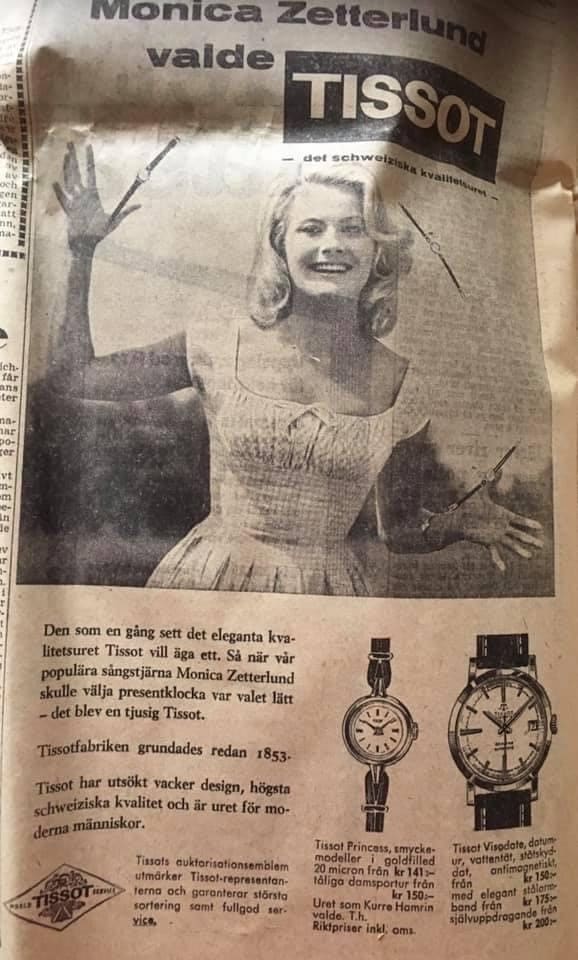 Monica Zetterlund
valde
TISSOT
— det schweiziska kvalitetsuret —
Den som en gång sett det eleganta kva-
litetsuret Tissot vill äga ett. Så när vår
populära sångstjärna Monica Zetterlund
skulle välja presentklocka var valet lätt
– det blev en tjusig Tissot.
Tissotfabriken grundades redan 1853.
Tissot har utsökt vacker design, högsta
schweiziska kvalitet och är uret för mo-
derna människor.
TISSOT
WORLD SERVICE
Tissots auktorisationsemblem
utmärker Tissot-representan-
terna och garanterar största
sortering samt fullgod ser-
vice.
Tissot Princess, smycke-
modeller i goldfilled
20 micron från kr 141:–
tåliga damsportur från
kr 150:–
Uret som Kurre Hamrin
valde. T.h.
Riktpriser inkl. oms.
Tissot Visodate, datum-
ur, vattentät, stötskyd-
dat, antimagnetiskt,
från kr 150:–
med elegant stålarm-
band från kr 175:–
självuppdragande från
kr 200:–